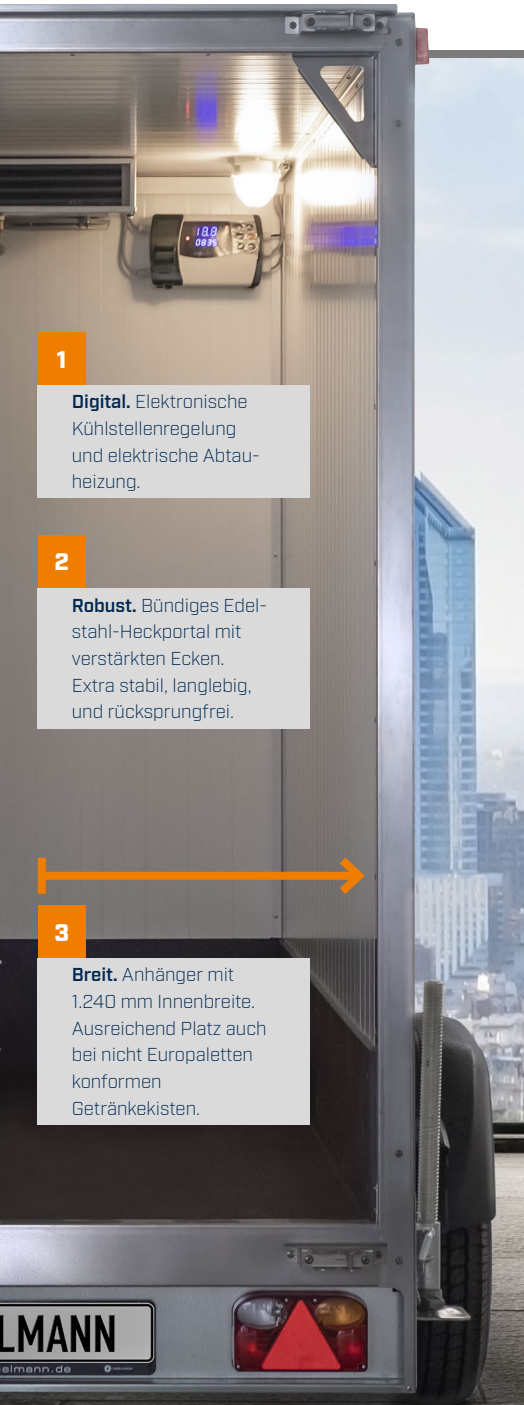 18.8
0835
1
Digital. Elektronische
Kühlstellenregelung
und elektrische Abtau-
heizung.
2
Robust. Bündiges Edel-
stahl-Heckportal mit
verstärkten Ecken.
Extra stabil, langlebig,
und rücksprungfrei.
3
Breit. Anhänger mit
1.240 mm Innenbreite.
Ausreichend Platz auch
bei nicht Europaletten
konformen
Getränkekisten.
LMANN
elmann.de